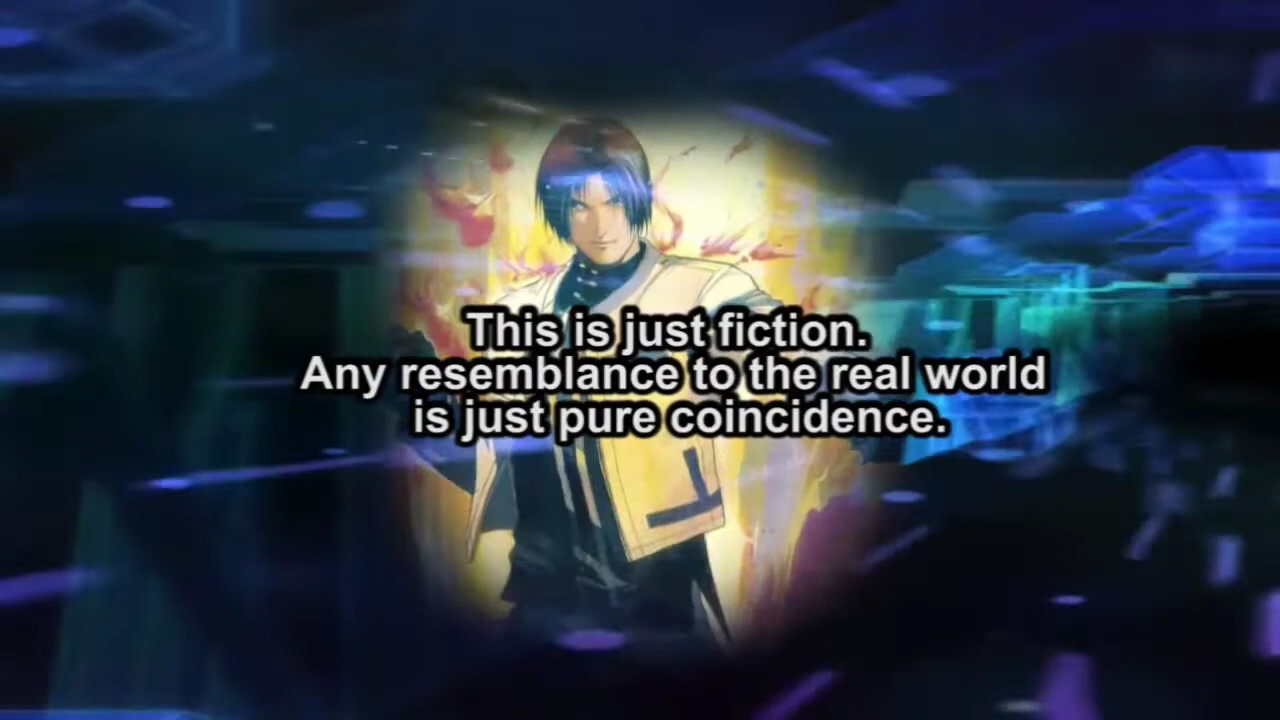 This is just fiction.
Any resemblance to the real world
is just pure coincidence.